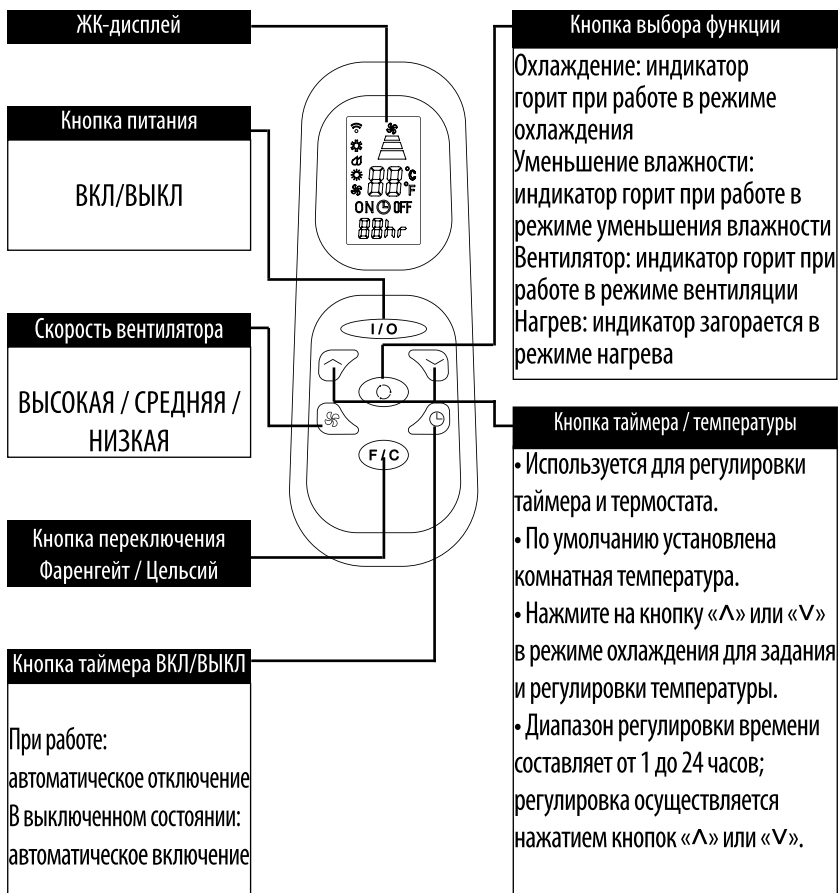 ЖК-дисплей
Кнопка питания
ВКЛ/ВЫКЛ
Скорость вентилятора
ВЫСОКАЯ / СРЕДНЯЯ /
НИЗКАЯ
Кнопка переключения
Фаренгейт / Цельсий
Кнопка таймера ВКЛ/ВЫКЛ
При работе:
автоматическое отключение
В выключенном состоянии:
автоматическое включение
88°C
°F
ON OFF
88hr
I/O
F/C
Кнопка выбора функции
Охлаждение: индикатор
горит при работе в режиме
охлаждения
Уменьшение влажности:
индикатор горит при работе в
режиме уменьшения влажности
Вентилятор: индикатор горит при
работе в режиме вентиляции
Нагрев: индикатор загорается в
режиме нагрева
Кнопка таймера / температуры
• Используется для регулировки
таймера и термостата.
• По умолчанию установлена
комнатная температура.
• Нажмите на кнопку «Λ» или «V»
в режиме охлаждения для задания
и регулировки температуры.
• Диапазон регулировки времени
составляет от 1 до 24 часов;
регулировка осуществляется
нажатием кнопок «Λ» или «V».